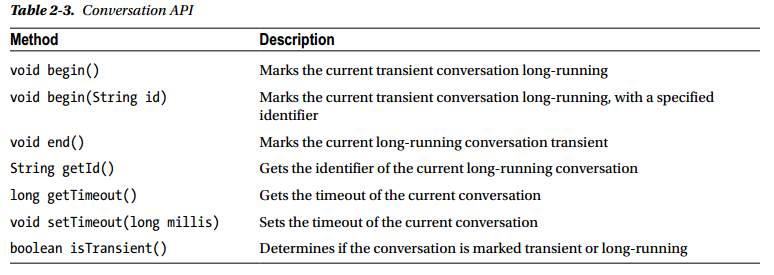 Table 2-3. Conversation API
Method Description
void begin() Marks the current transient conversation long-running
void begin(String id) Marks the current transient conversation long-running, with a specified
identifier
void end() Marks the current long-running conversation transient
String getId() Gets the identifier of the current long-running conversation
long getTimeout() Gets the timeout of the current conversation
void setTimeout(long millis) Sets the timeout of the current conversation
boolean isTransient() Determines if the conversation is marked transient or long-running